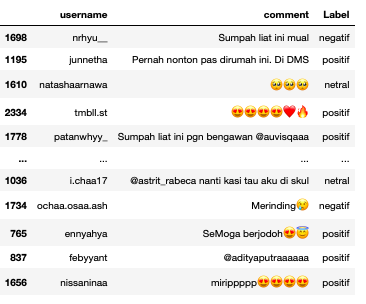 username comment Label
1698 nrhyu__ Sumpah liat ini mual negatif
1195 junnetha Pernah nonton pas dirumah ini. Di DMS positif
1610 natashaarnawa 🥺🥺🥺 netral
2334 tmbll.st 😍😍😍😍❤️🔥 positif
1778 patanwhyy_ Sumpah liat ini pgn bengawan @auvisqaaa positif
... ... ... ...
1036 i.chaa17 @astrit_rabeca nanti kasi tau aku di skul netral
1734 ochaa.osaa.ash Merinding😢 negatif
765 ennyahya SeMoga berjodoh😍😇 positif
837 febyyant @adityaputraaaaaa positif
1656 nissaninaa mirippppp😍😍😍😍 positif